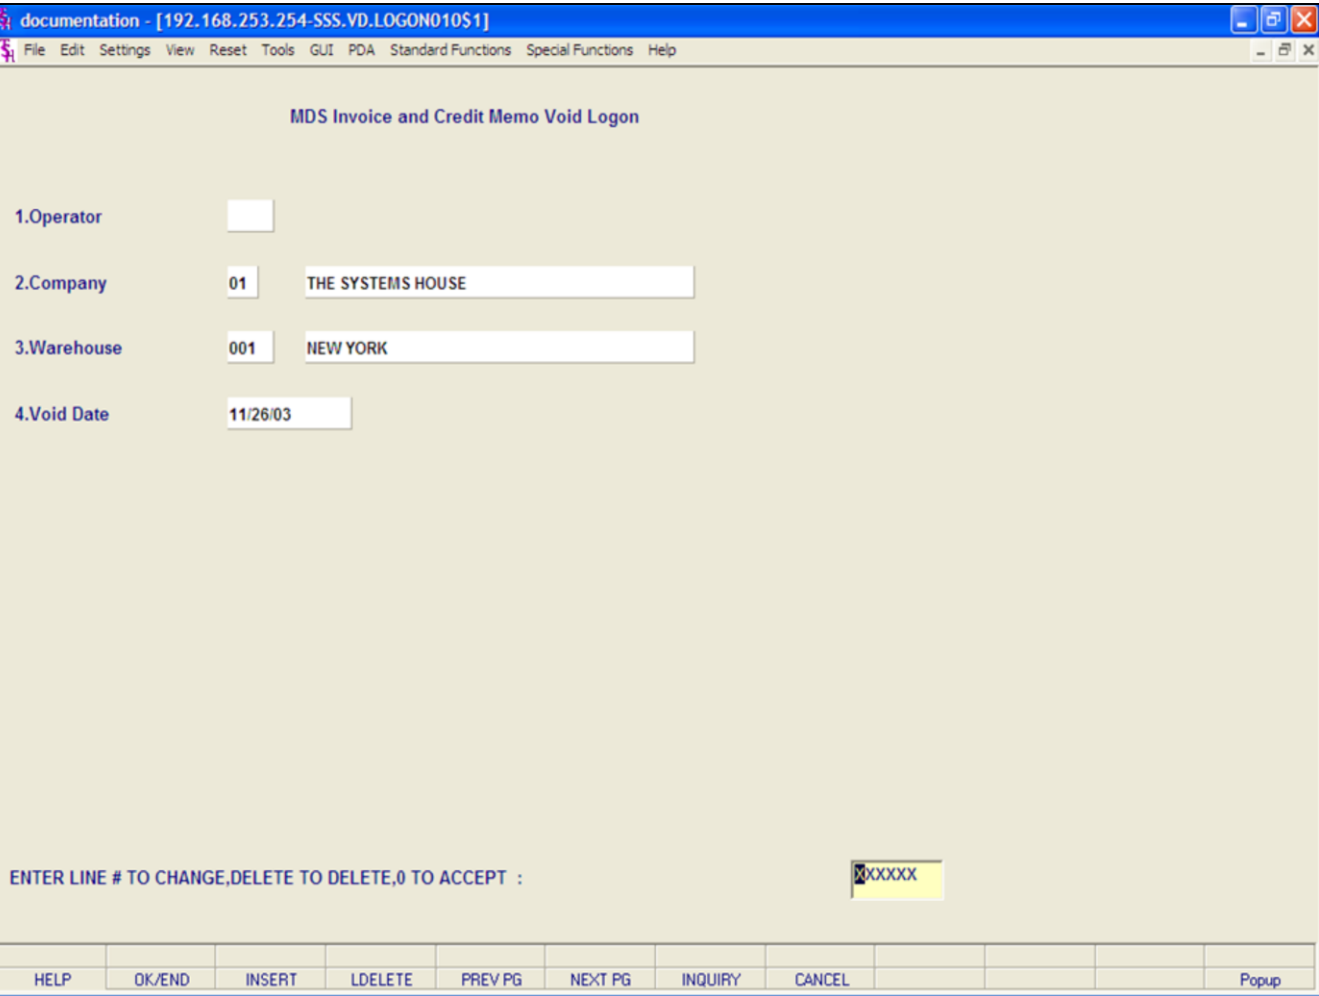 documentation - [192.168.253.254-SSS.VD.LOGON010$1]
File Edit Settings View Reset Tools GUI PDA Standard Functions Special Functions Help
MDS Invoice and Credit Memo Void Logon
1.Operator
2.Company 01 THE SYSTEMS HOUSE
3.Warehouse 001 NEW YORK
4.Void Date 11/26/03
ENTER LINE # TO CHANGE,DELETE TO DELETE,0 TO ACCEPT : XXXXXX
HELP OK/END INSERT LDELETE PREV PG NEXT PG INQUIRY CANCEL Popup